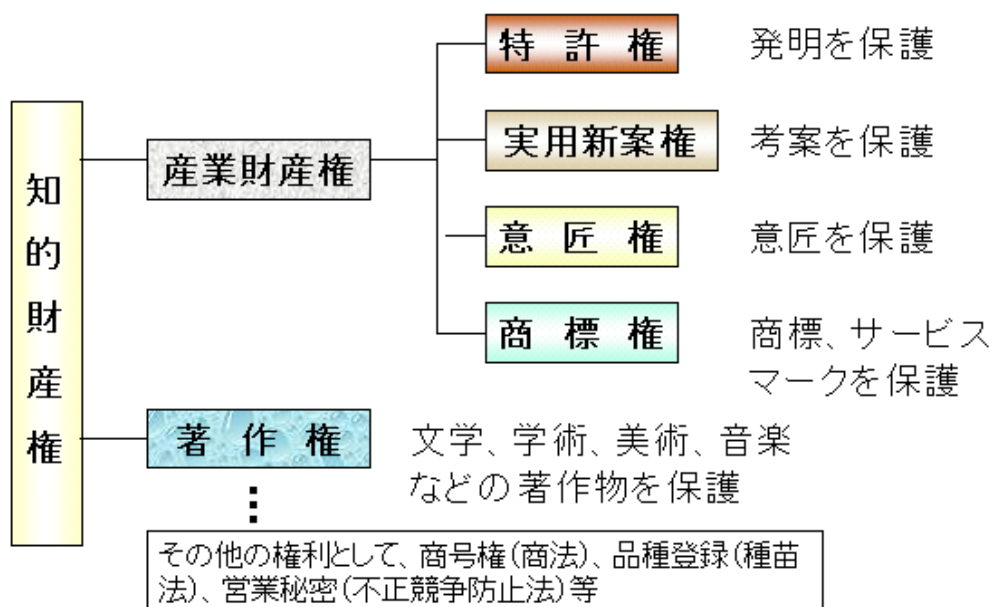 知的財産権
産業財産権
特許権
発明を保護
実用新案権
考案を保護
意匠権
意匠を保護
商標権
商標、サービス
マークを保護
著作権
文学、学術、美術、音楽
などの著作物を保護
その他の権利として、商号権(商法)、品種登録(種苗
法)、営業秘密(不正競争防止法)等